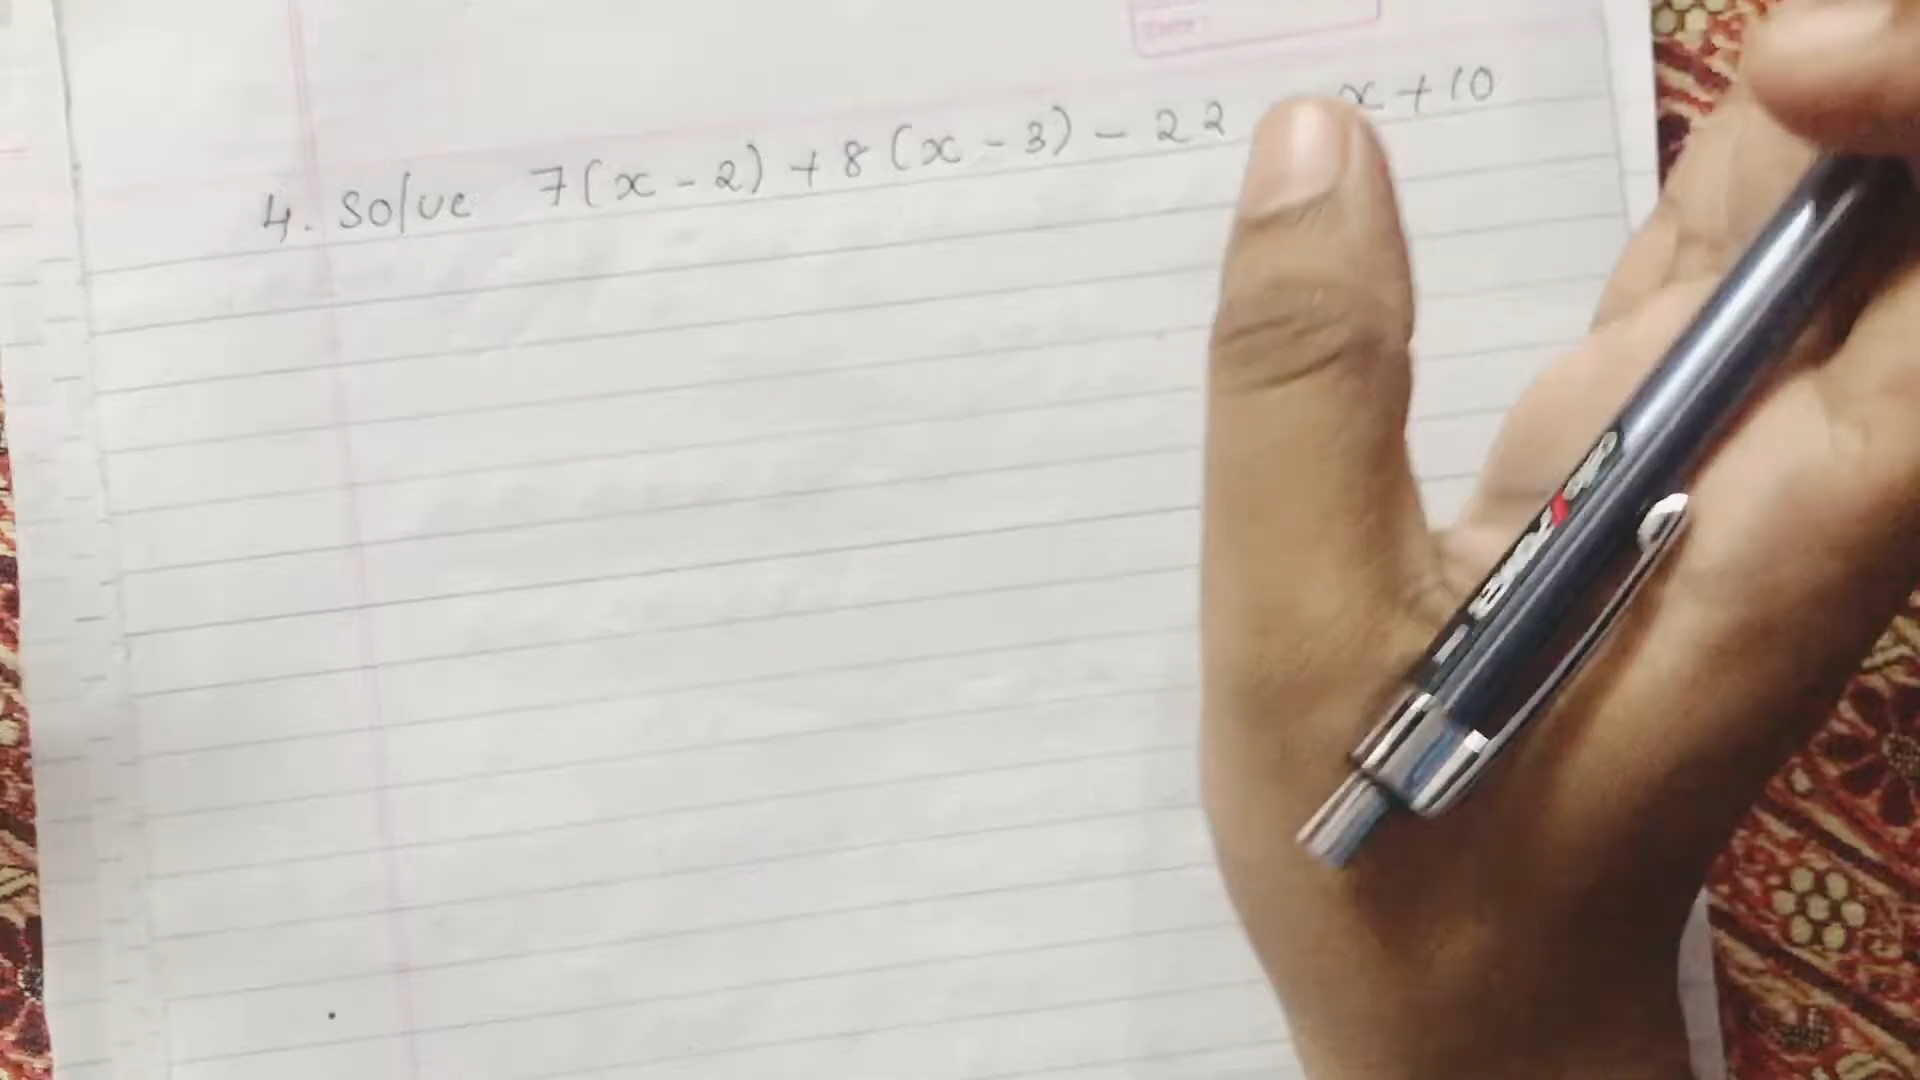 4. Solve 7(x - 2) + 8(x - 3) - 22 x + 10